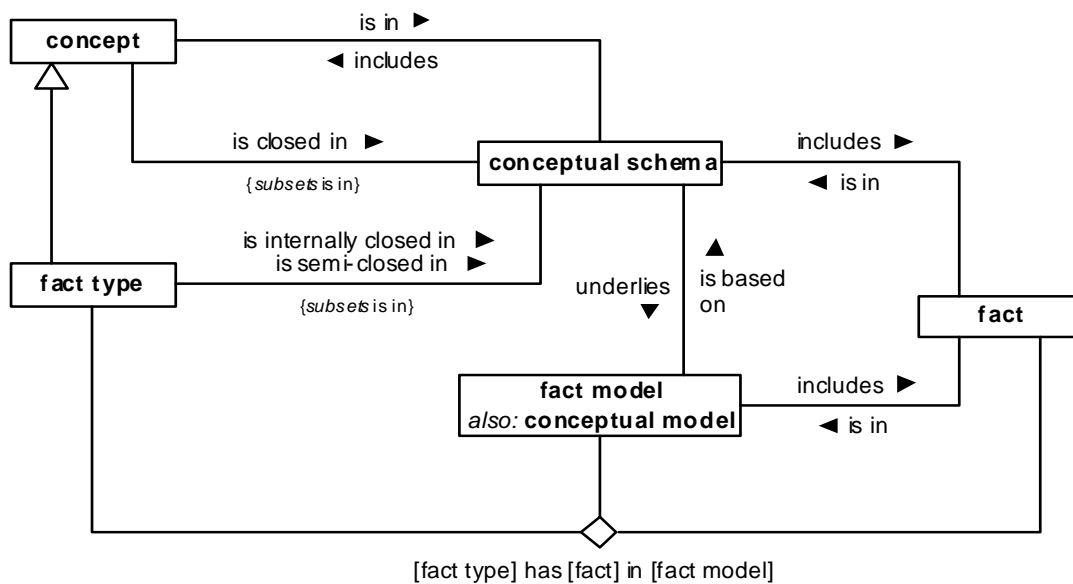 concept
is in ►
◄ includes
is closed in ►
{subsets is in}
conceptual schema
includes ►
◄ is in
is internally closed in ►
is semi-closed in ►
{subsets is in}
fact type
underlies
▼
▲
is based
on
fact
fact model
also: conceptual model
includes ►
◄ is in
[fact type] has [fact] in [fact model]